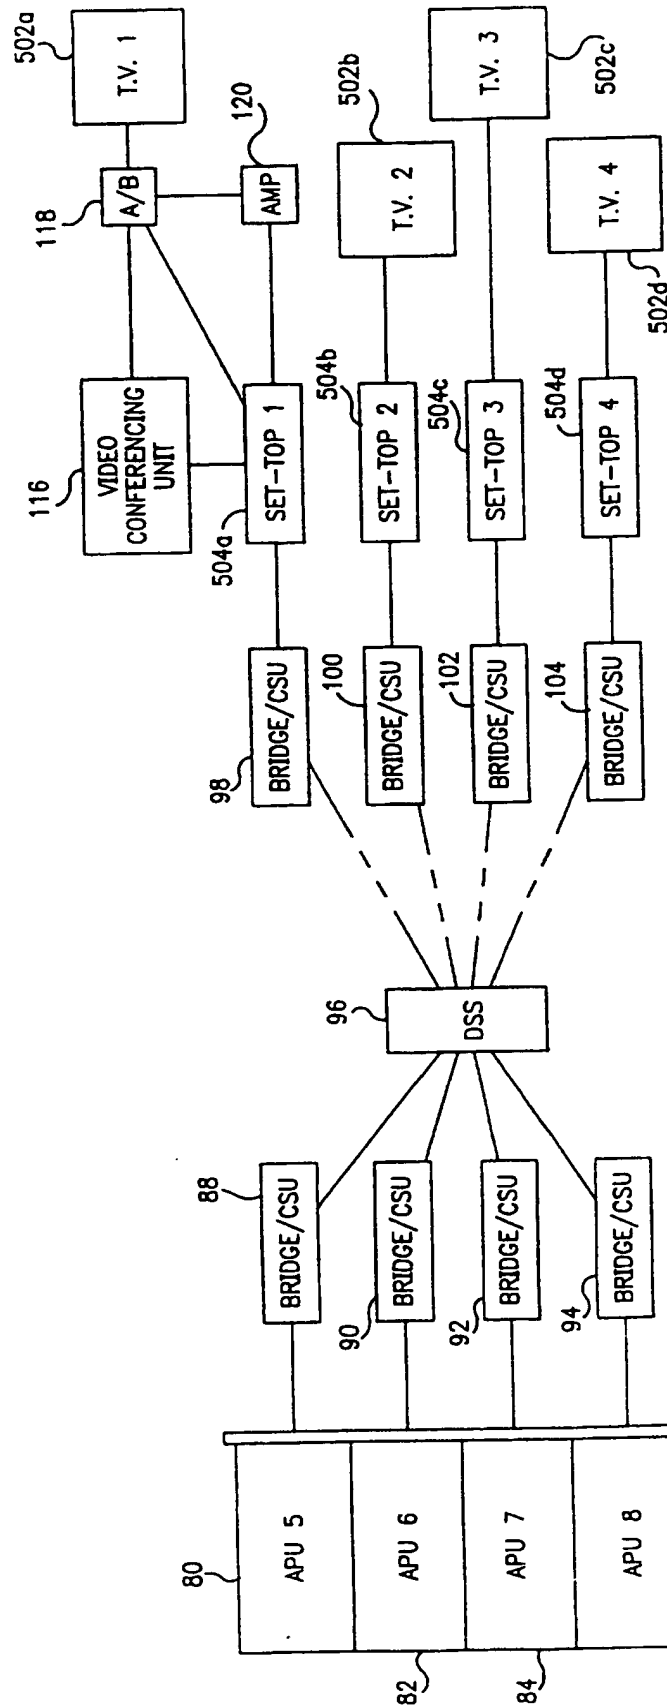 502a
T.V. 1
118
A/B
120
AMP
116
VIDEO
CONFERENCING
UNIT
504a
SET-TOP 1
98
BRIDGE/CSU
502b
T.V. 2
504b
SET-TOP 2
100
BRIDGE/CSU
T.V. 3
502c
504c
SET-TOP 3
102
BRIDGE/CSU
T.V. 4
502d
504d
SET-TOP 4
104
BRIDGE/CSU
96
DSS
88
BRIDGE/CSU
90
BRIDGE/CSU
92
BRIDGE/CSU
94
BRIDGE/CSU
80
APU 5
APU 6
82
APU 7
84
APU 8